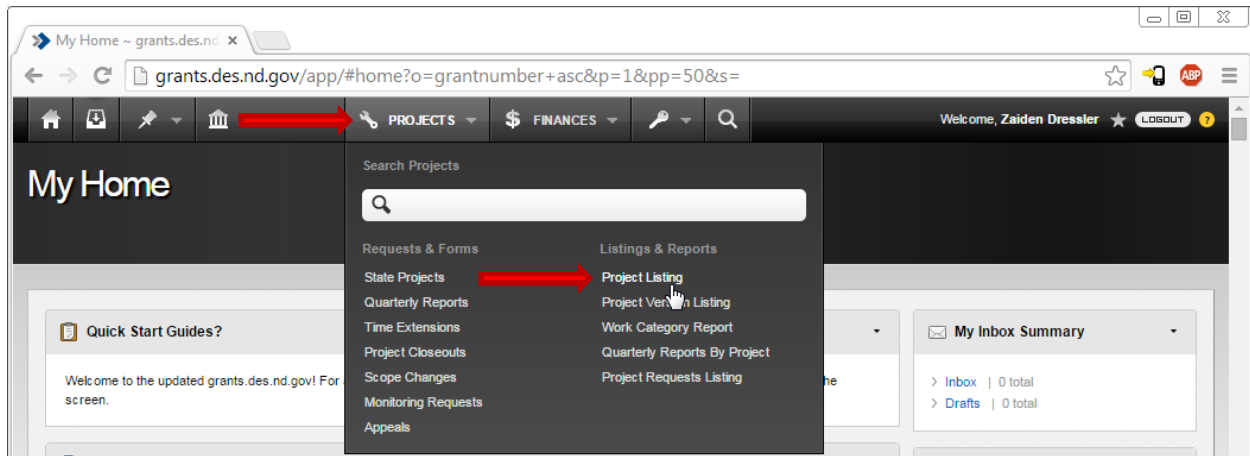 My Home ~ grants.des.nd
grants.des.nd.gov/app/#home?o=grantnumber+asc&p=1&pp=50&s=
ABP
PROJECTS
$ FINANCES
Welcome, Zaiden Dressler
LOGOUT
?
My Home
Search Projects
Requests & Forms
Listings & Reports
State Projects
Project Listing
Quarterly Reports
Project Version Listing
Time Extensions
Work Category Report
Project Closeouts
Quarterly Reports By Project
Scope Changes
Project Requests Listing
Monitoring Requests
Appeals
Quick Start Guides?
Welcome to the updated grants.des.nd.gov! For
he
screen.
My Inbox Summary
> Inbox | 0 total
> Drafts | 0 total